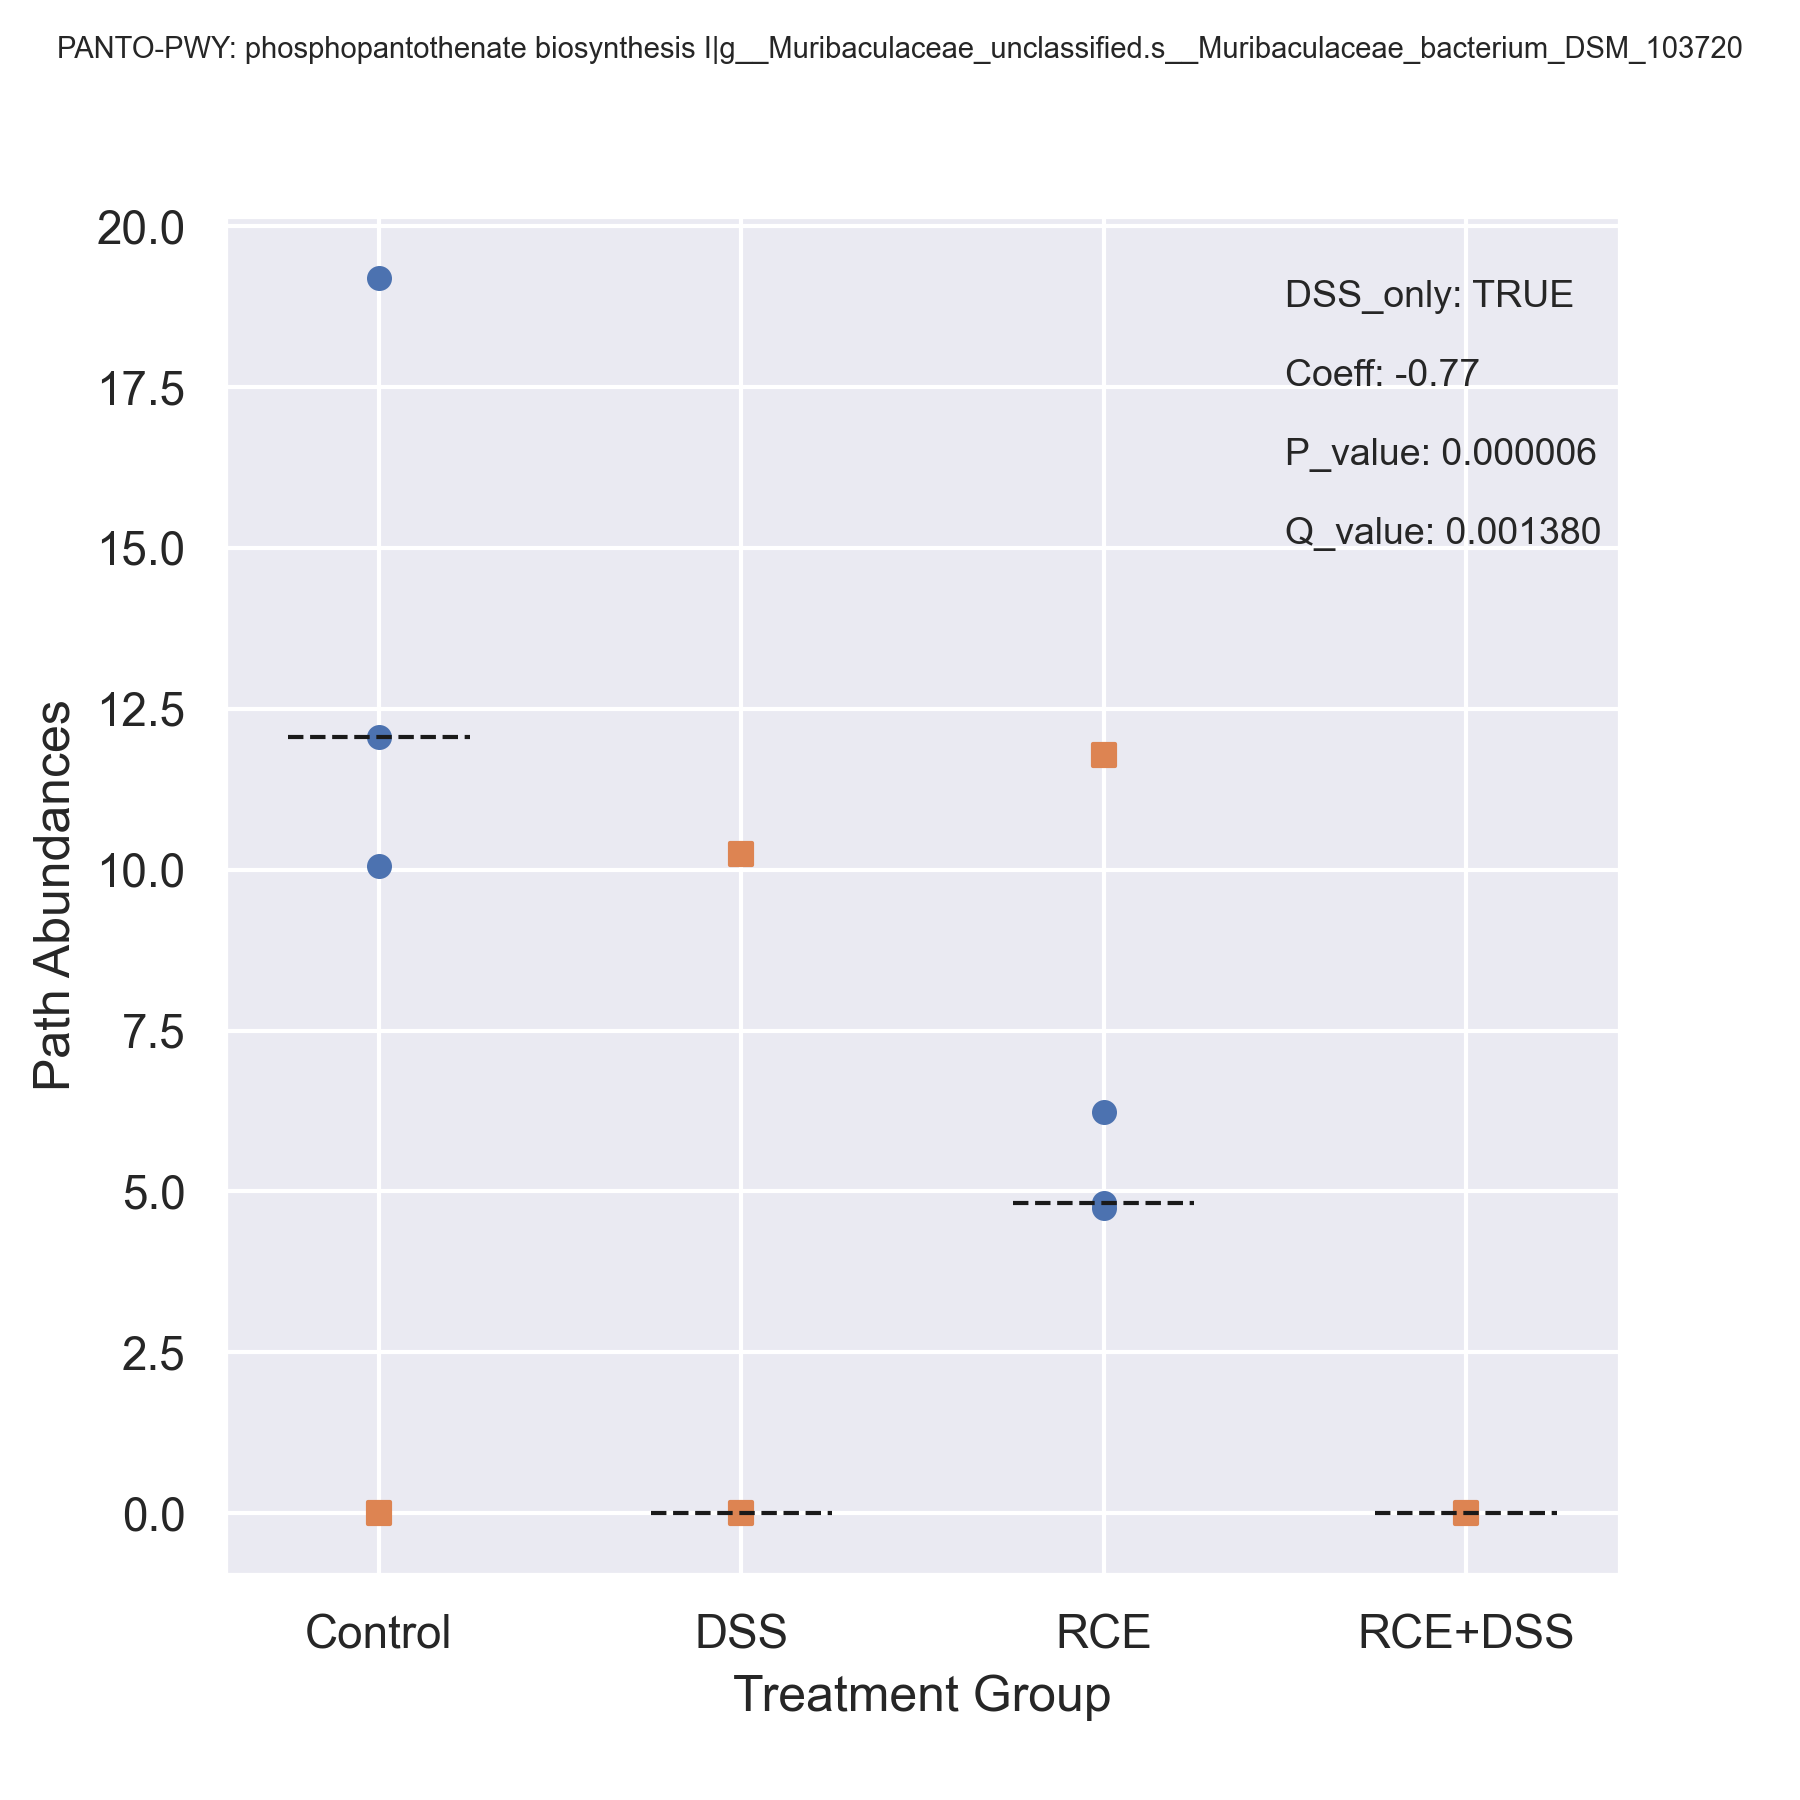 PANTO-PWY: phosphopantothenate biosynthesis I|g__Muribaculaceae_unclassified.s__Muribaculaceae_bacterium_DSM_103720
20.0
17.5
15.0
12.5
10.0
7.5
5.0
2.5
0.0
Path Abundances
DSS_only: TRUE
Coeff: -0.77
P_value: 0.000006
Q_value: 0.001380
Control DSS RCE RCE+DSS
Treatment Group